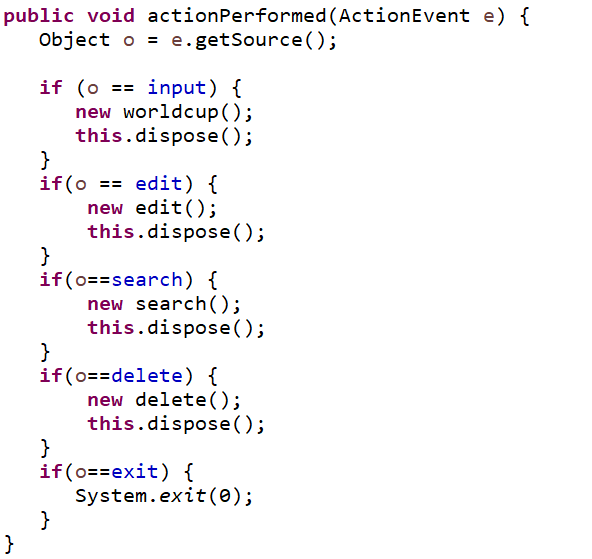 public void actionPerformed(ActionEvent e) {
   Object o = e.getSource();

   if (o == input) {
      new worldcup();
      this.dispose();
   }
   if(o == edit) {
       new edit();
       this.dispose();
   }
   if(o==search) {
       new search();
       this.dispose();
   }
   if(o==delete) {
       new delete();
       this.dispose();
   }
   if(o==exit) {
      System.exit(0);
   }
}